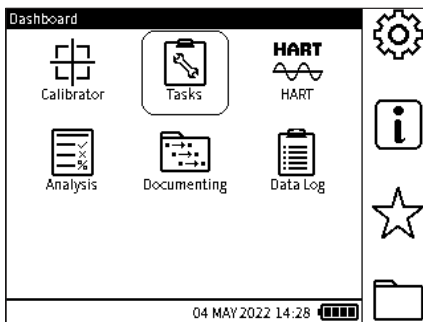 Dashboard
HART
Calibrator Tasks HART
Analysis Documenting Data Log
04 MAY 2022 14:28